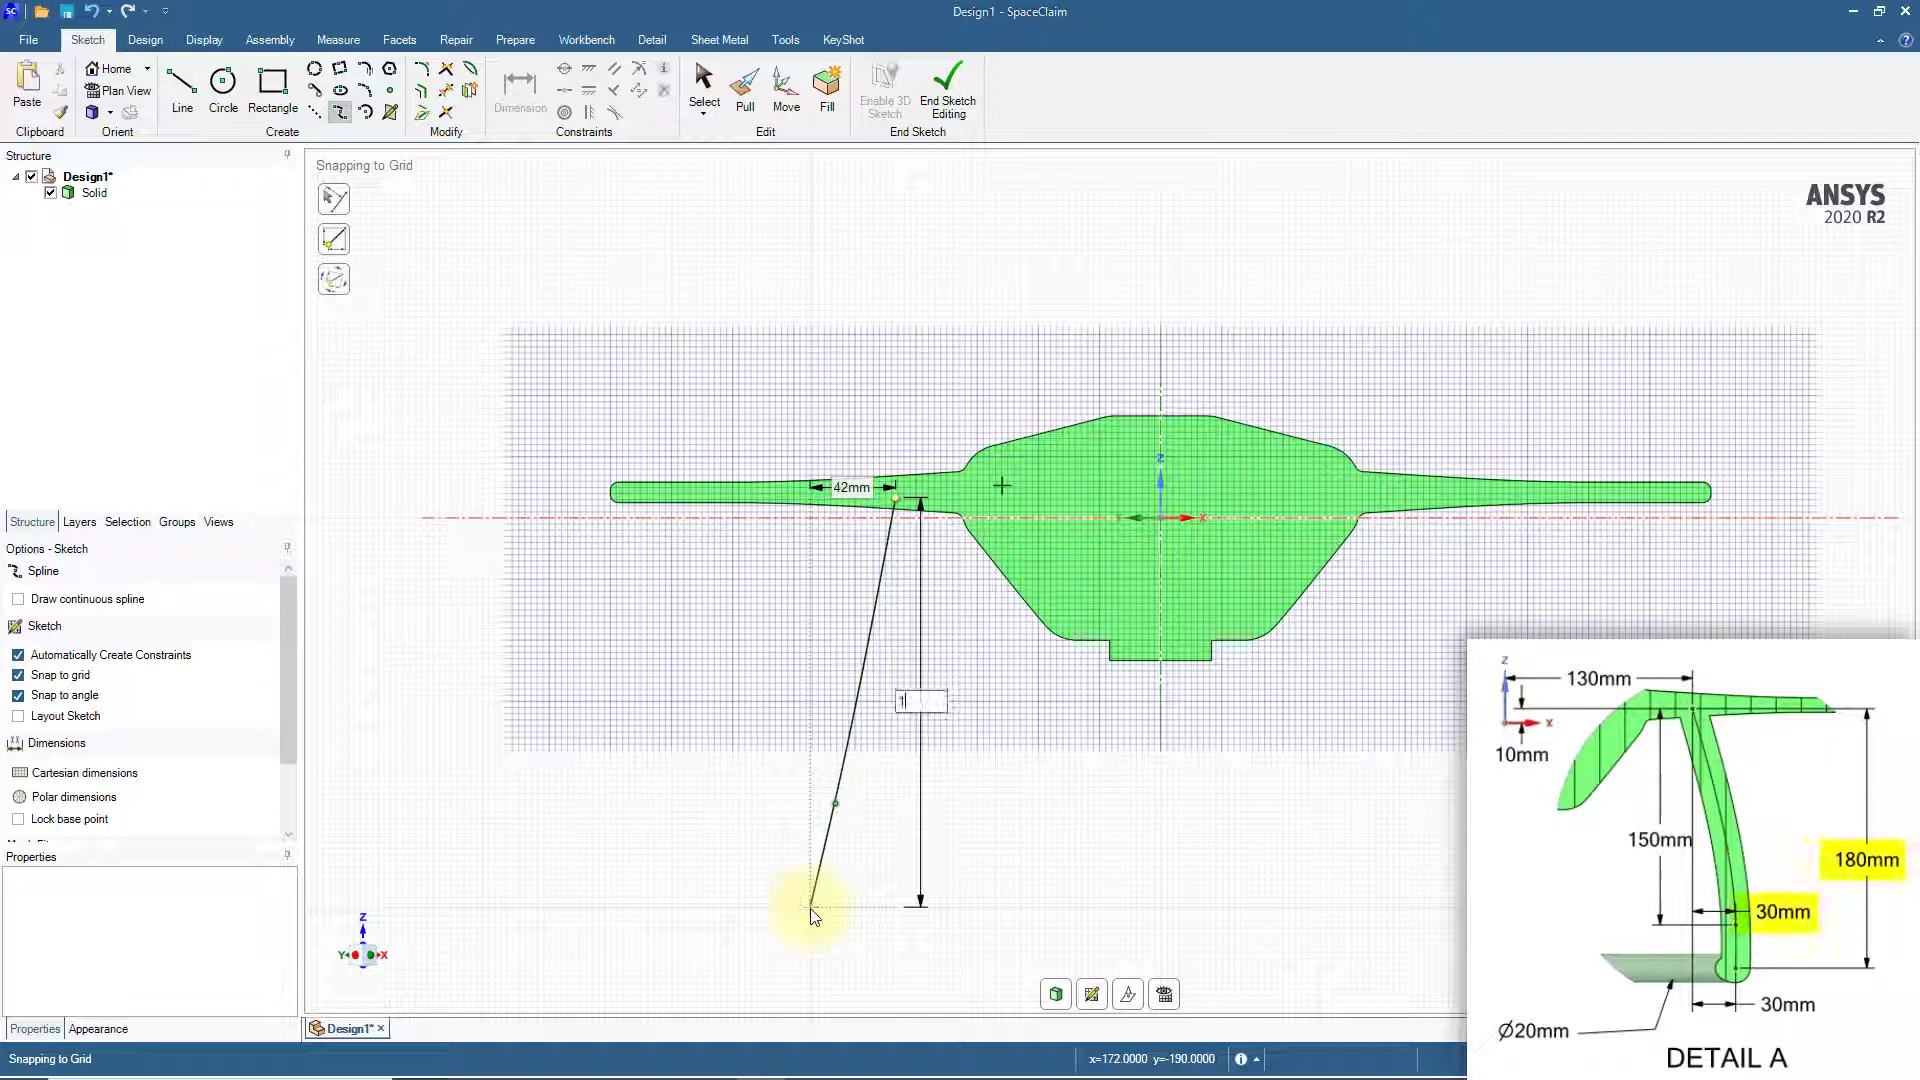 Design1 - SpaceClaim
File Sketch Design Display Assembly Measure Facets Repair Prepare Workbench Detail Sheet Metal Tools KeyShot
Paste
Home
Plan View
Line Circle Rectangle
Dimension
Select Pull Move Fill
Enable 3D Sketch
End Sketch Editing
Clipboard Orient Create Modify Constraints Edit End Sketch
Structure
Design1*
Solid
Snapping to Grid
ANSYS
2020 R2
42mm
Z
X
Structure Layers Selection Groups Views
Options - Sketch
Spline
Draw continuous spline
Sketch
Automatically Create Constraints
Snap to grid
Snap to angle
Layout Sketch
Dimensions
Cartesian dimensions
Polar dimensions
Lock base point
Properties
Properties Appearance
Z
Y X
Design1*
Snapping to Grid
x=172.0000 y=-190.0000
Z
130mm
X
10mm
150mm
180mm
30mm
30mm
Ø20mm
DETAIL A